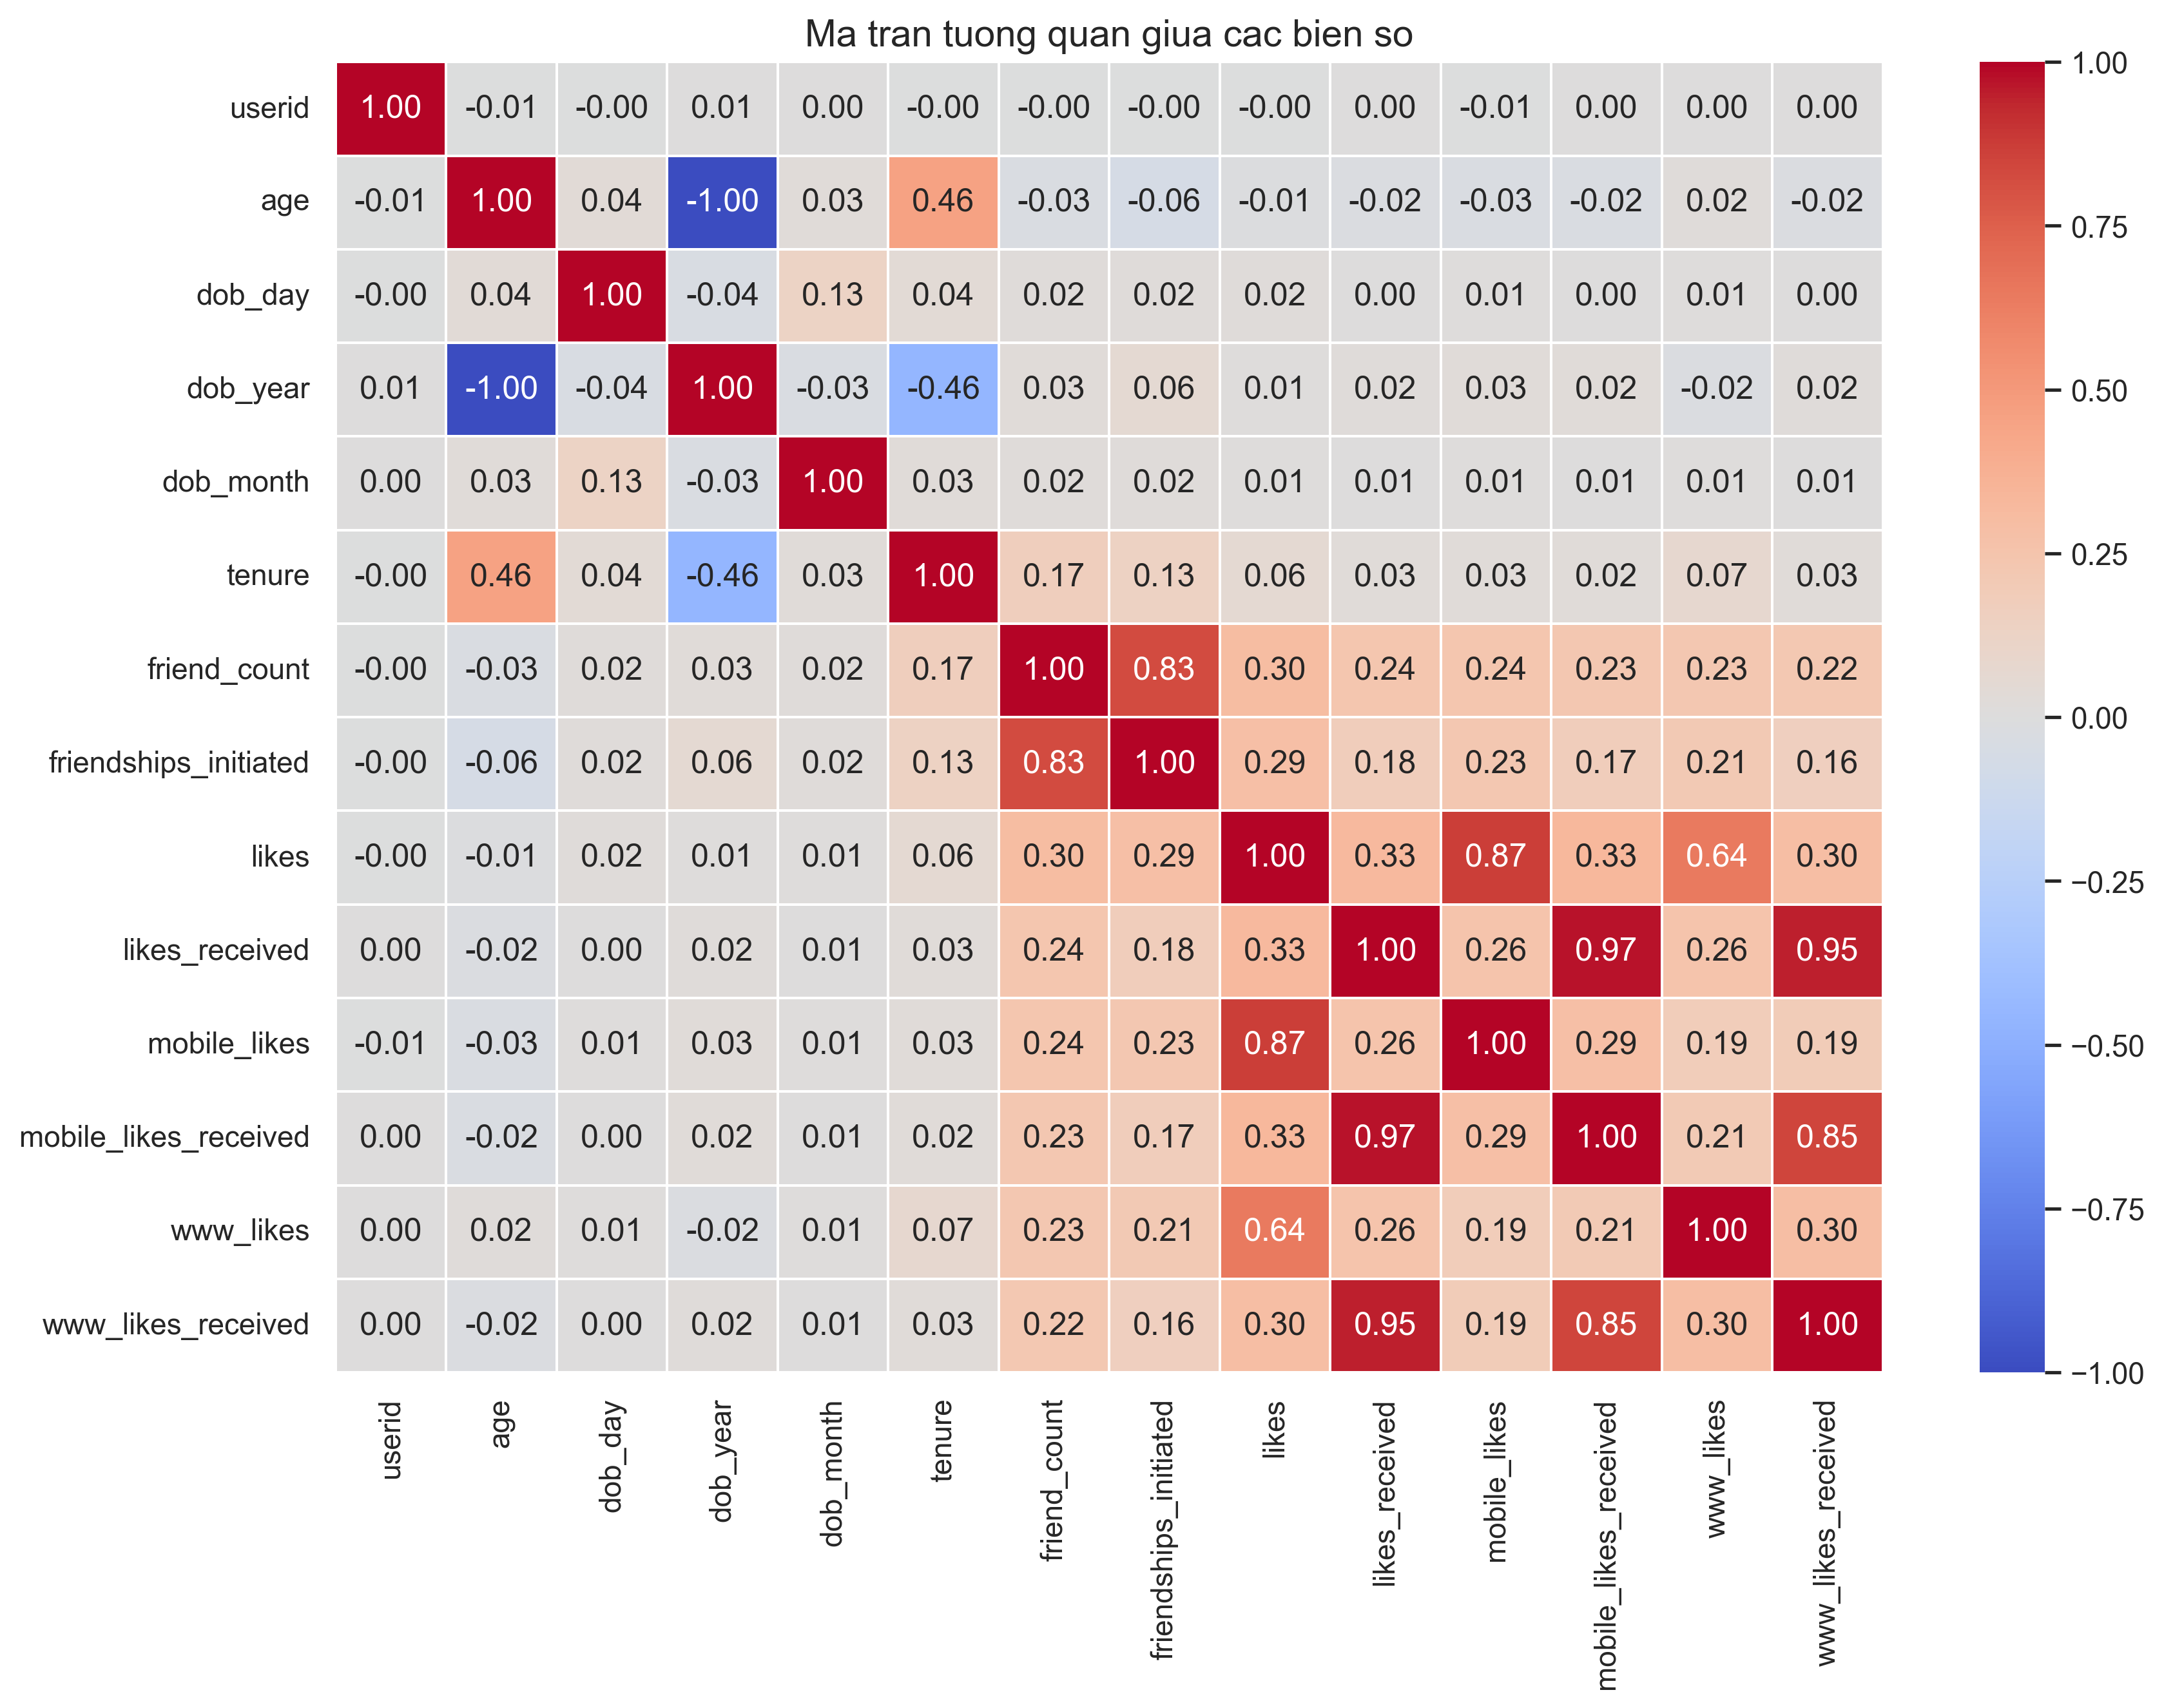 Ma tran tuong quan giua cac bien so
userid 1.00 -0.01 -0.00 0.01 0.00 -0.00 -0.00 -0.00 -0.00 0.00 -0.01 0.00 0.00 0.00
age -0.01 1.00 0.04 -1.00 0.03 0.46 -0.03 -0.06 -0.01 -0.02 -0.03 -0.02 0.02 -0.02
dob_day -0.00 0.04 1.00 -0.04 0.13 0.04 0.02 0.02 0.02 0.00 0.01 0.00 0.01 0.00
dob_year 0.01 -1.00 -0.04 1.00 -0.03 -0.46 0.03 0.06 0.01 0.02 0.03 0.02 -0.02 0.02
dob_month 0.00 0.03 0.13 -0.03 1.00 0.03 0.02 0.02 0.01 0.01 0.01 0.01 0.01 0.01
tenure -0.00 0.46 0.04 -0.46 0.03 1.00 0.17 0.13 0.06 0.03 0.03 0.02 0.07 0.03
friend_count -0.00 -0.03 0.02 0.03 0.02 0.17 1.00 0.83 0.30 0.24 0.24 0.23 0.23 0.22
friendships_initiated -0.00 -0.06 0.02 0.06 0.02 0.13 0.83 1.00 0.29 0.18 0.23 0.17 0.21 0.16
likes -0.00 -0.01 0.02 0.01 0.01 0.06 0.30 0.29 1.00 0.33 0.87 0.33 0.64 0.30
likes_received 0.00 -0.02 0.00 0.02 0.01 0.03 0.24 0.18 0.33 1.00 0.26 0.97 0.26 0.95
mobile_likes -0.01 -0.03 0.01 0.03 0.01 0.03 0.24 0.23 0.87 0.26 1.00 0.29 0.19 0.19
mobile_likes_received 0.00 -0.02 0.00 0.02 0.01 0.02 0.23 0.17 0.33 0.97 0.29 1.00 0.21 0.85
www_likes 0.00 0.02 0.01 -0.02 0.01 0.07 0.23 0.21 0.64 0.26 0.19 0.21 1.00 0.30
www_likes_received 0.00 -0.02 0.00 0.02 0.01 0.03 0.22 0.16 0.30 0.95 0.19 0.85 0.30 1.00
userid
age
dob_day
dob_year
dob_month
tenure
friend_count
friendships_initiated
likes
likes_received
mobile_likes
mobile_likes_received
www_likes
www_likes_received
1.00
0.75
0.50
0.25
0.00
−0.25
−0.50
−0.75
−1.00